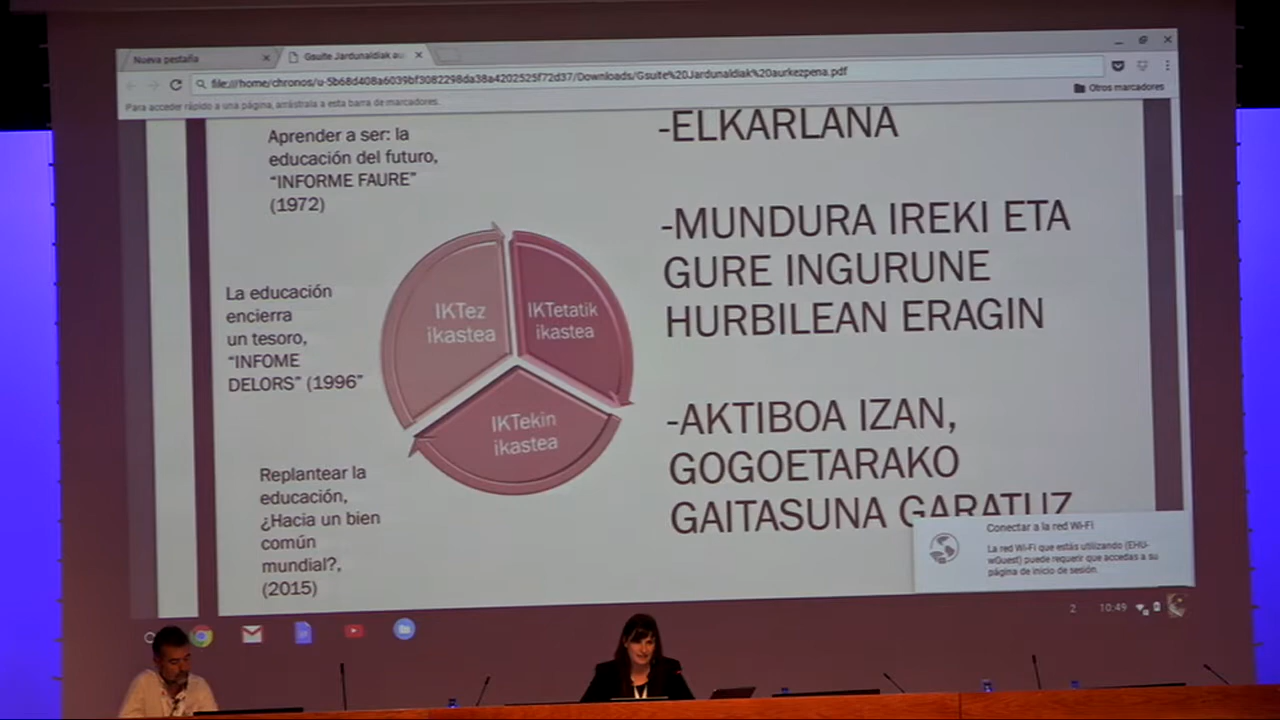 Nueva pestaña
Gsuite Jardunaldiak au
file:///home/chronos/u-5b68d408a6039bf3082298da38a4202525f72d37/Downloads/Gsuite%20Jardunaldiak%20aurkezpena.pdf
Para acceder rápido a una página, arrástrala a esta barra de marcadores.
Otros marcadores
Aprender a ser: la
educación del futuro,
“INFORME FAURE”
(1972)
La educación
encierra
un tesoro,
“INFOME
DELORS” (1996”
Replantear la
educación,
¿Hacia un bien
común
mundial?,
(2015)
IKTez
ikastea
IKTetatik
ikastea
IKTekin
ikastea
-ELKARLANA
-MUNDURA IREKI ETA
GURE INGURUNE
HURBILEAN ERAGIN
-AKTIBOA IZAN,
GOGOETARAKO
GAITASUNA GARATUZ
Conectar a la red Wi-Fi
La red Wi-Fi que estás utilizando (EHU-
wGuest) puede requerir que accedas a su
página de inicio de sesión.
2
10:49